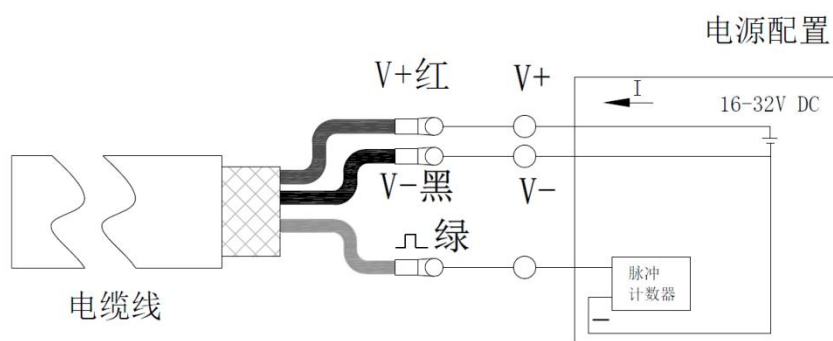 电源配置
V+红
V+
I
16-32V DC
V-黑
V-
绿
脉冲
计数器
电缆线